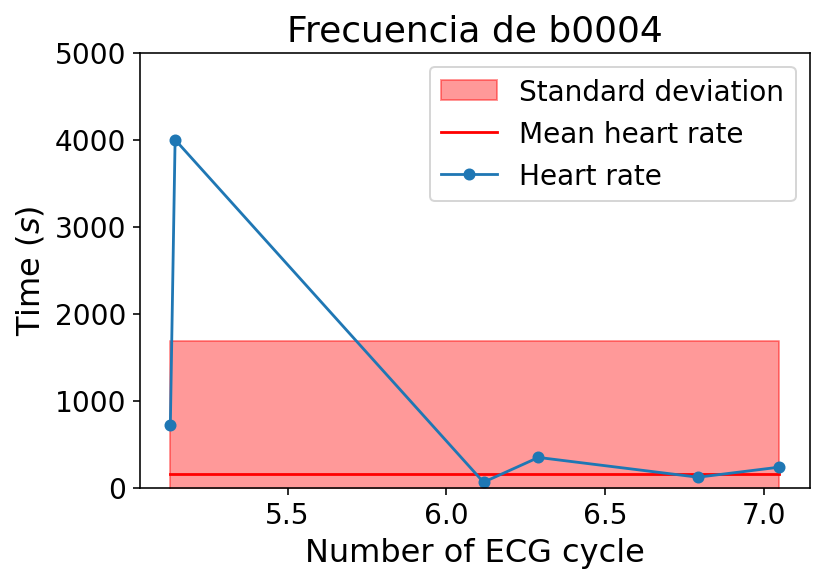 Frecuencia de b0004
5000
4000
3000
2000
1000
0
Time (s)
Standard deviation
Mean heart rate
Heart rate
5.5 6.0 6.5 7.0
Number of ECG cycle